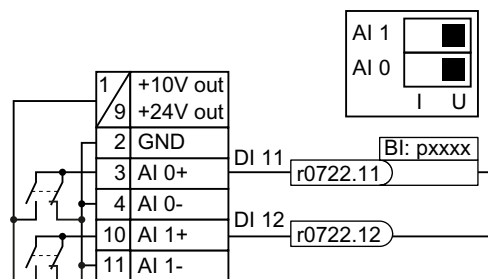 AI 1
AI 0
I U
1 +10V out
9 +24V out
2 GND
3 AI 0+ DI 11 r0722.11 BI: pxxxx
4 AI 0-
10 AI 1+ DI 12 r0722.12
11 AI 1-